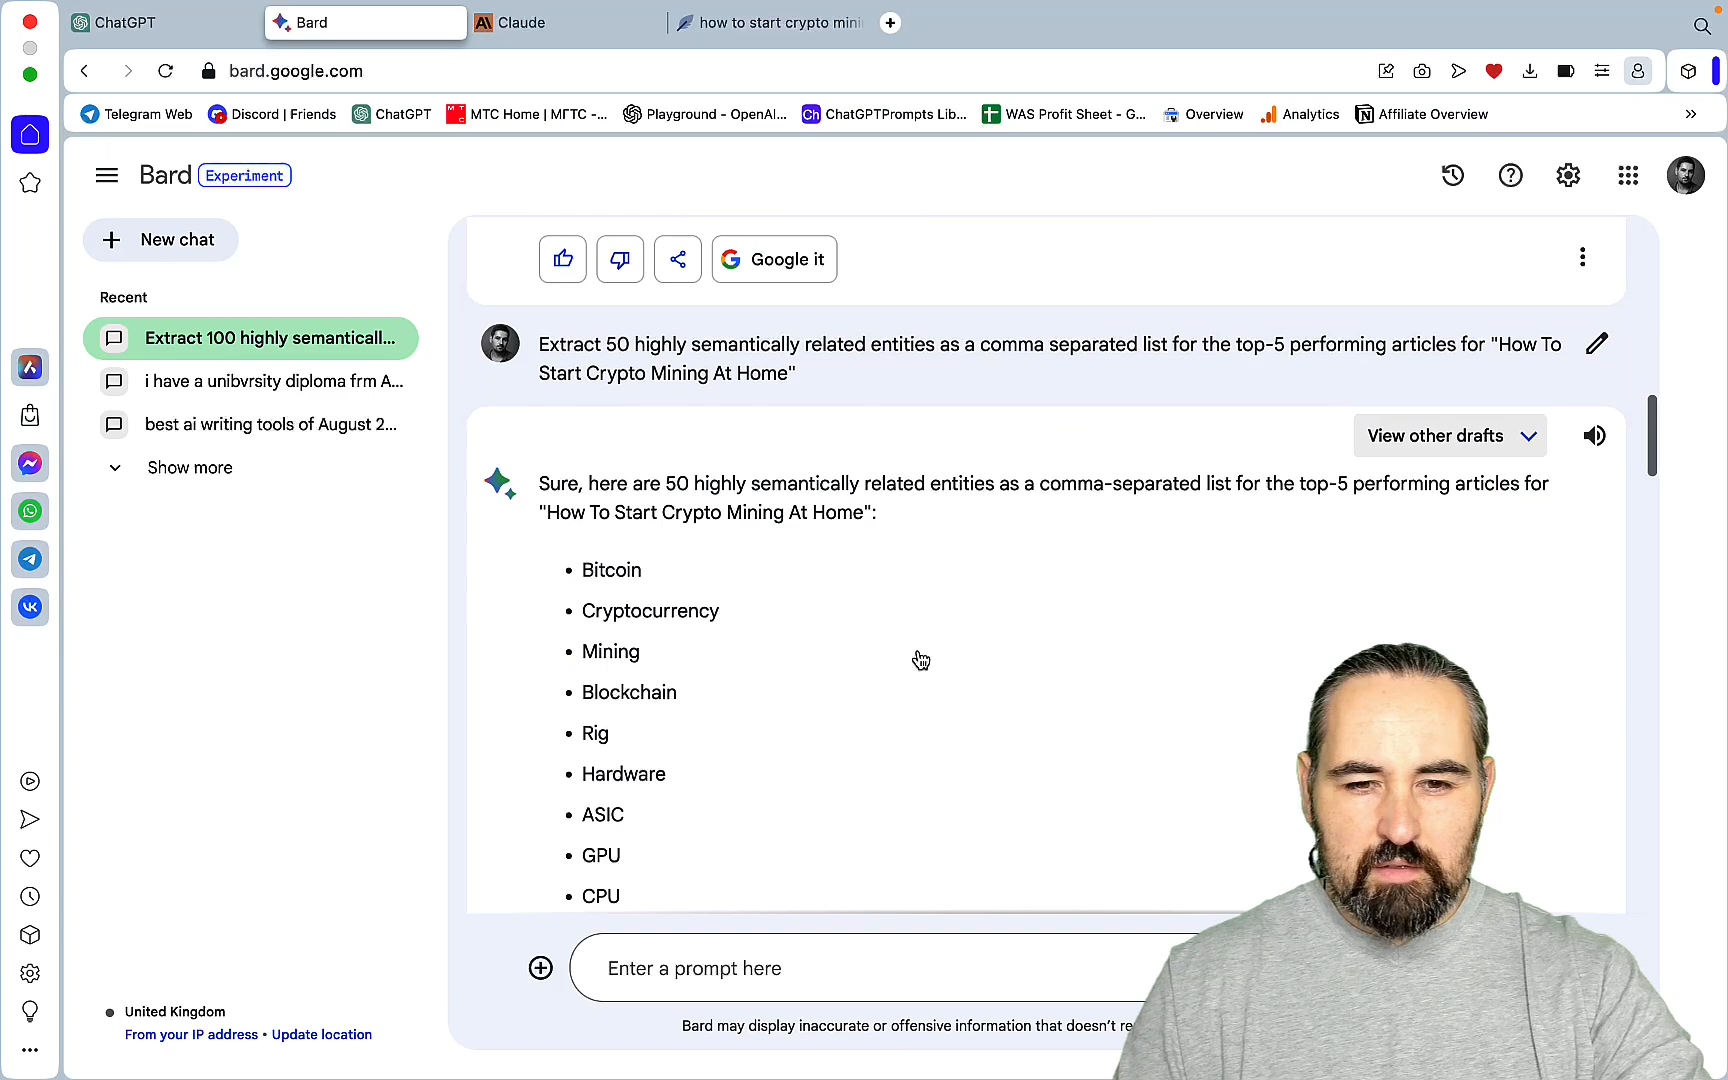 ChatGPT
Bard
Claude
how to start crypto mini
bard.google.com
Telegram Web
Discord | Friends
ChatGPT
МТС Home | МГТС -...
Playground - OpenAI...
Ch
ChatGPTPrompts Lib...
WAS Profit Sheet - G...
Overview
Analytics
Affiliate Overview
Bard
Experiment
New chat
Google it
Recent
Extract 100 highly semanticall...
i have a unibvrsity diploma frm A...
best ai writing tools of August 2...
Show more
Extract 50 highly semantically related entities as a comma separated list for the top-5 performing articles for "How To
Start Crypto Mining At Home"
View other drafts
Sure, here are 50 highly semantically related entities as a comma-separated list for the top-5 performing articles for
"How To Start Crypto Mining At Home":
• Bitcoin
• Cryptocurrency
• Mining
• Blockchain
• Rig
• Hardware
• ASIC
• GPU
• CPU
Enter a prompt here
United Kingdom
From your IP address • Update location
Bard may display inaccurate or offensive information that doesn't re